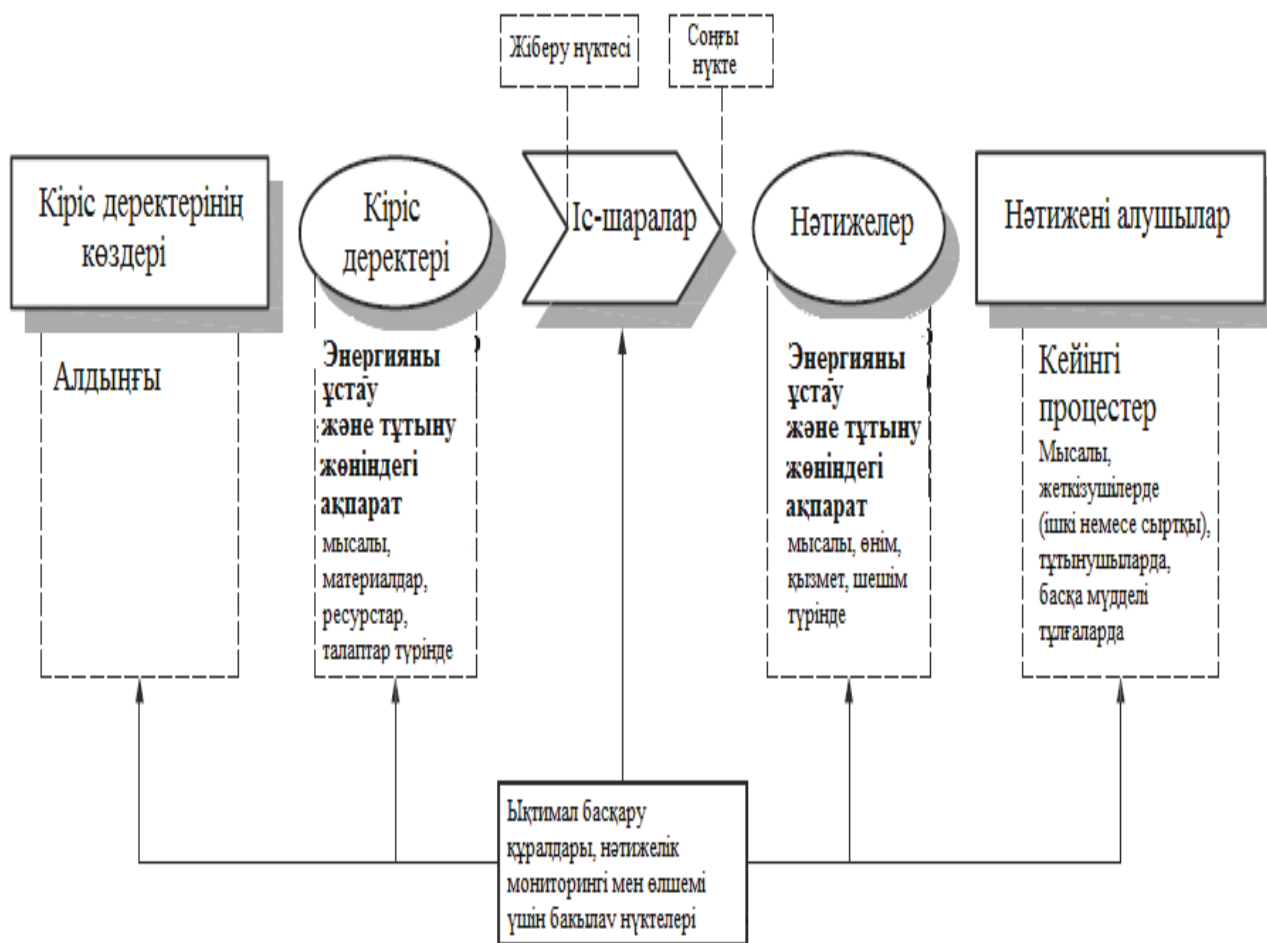 Жіберу нүктесі
Соңғы
нүкте
Кіріс деректерінің
көздері
Кіріс
деректері
Іс-шаралар
Нәтижелер
Нәтижені алушылар
Алдыңғы
Энергияны
ұстау
және тұтыну
жөніндегі
ақпарат
мысалы,
материалдар,
ресурстар,
талаптар түрінде
Энергияны
ұстау
және тұтыну
жөніндегі
ақпарат
мысалы, өнім,
қызмет, шешім
түрінде
Кейінгі
процестер
Мысалы,
жеткізушілерде
(ішкі немесе сыртқы),
тұтынушыларда,
басқа мүдделі
тұлғаларда
Ықтимал басқару
құралдары, нәтижелік
мониторингі мен өлшемі
үшін бакылау нүктелері